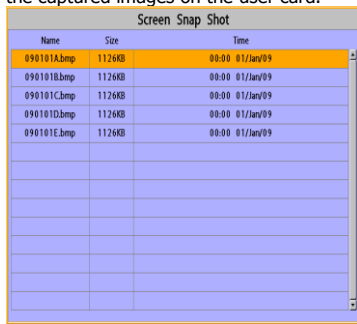 the captured images on the user card.
Screen Snap Shot
Name Size Time
090101A.bmp 1126KB 00:00 01/Jan/09
090101B.bmp 1126KB 00:00 01/Jan/09
090101C.bmp 1126KB 00:00 01/Jan/09
090101D.bmp 1126KB 00:00 01/Jan/09
090101E.bmp 1126KB 00:00 01/Jan/09